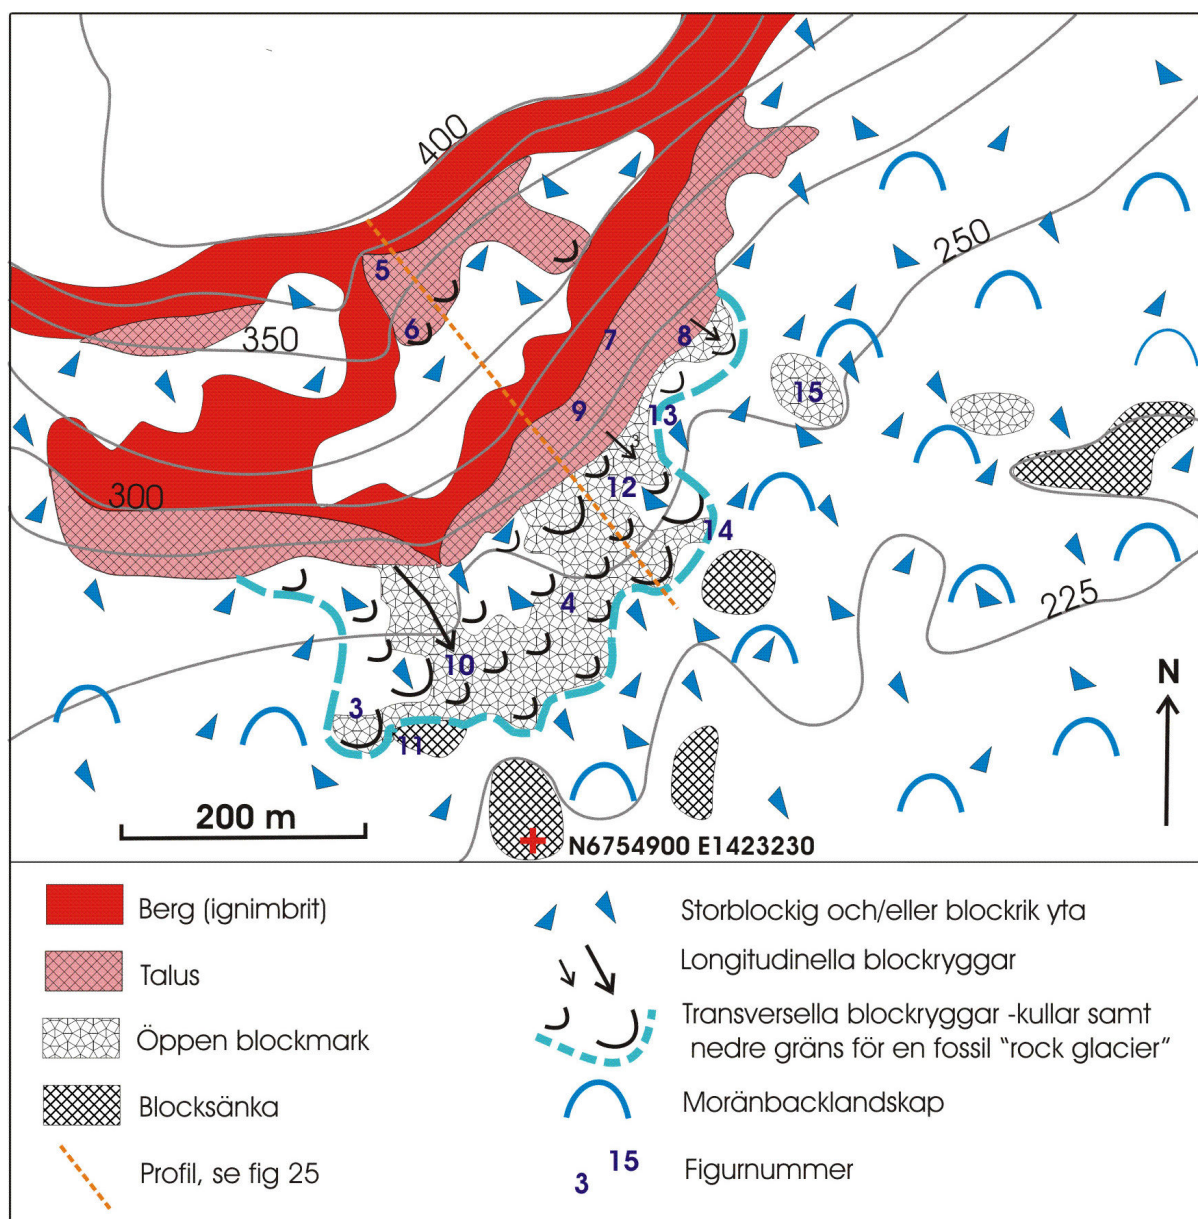 400
250
5
6
350
7
8
15
9
13
300
12
14
225
4
10
3
11
N
200 m
N6754900 E1423230
Berg (ignimbrit)
Talus
Öppen blockmark
Blocksänka
Profil, se fig 25
Storblockig och/eller blockrik yta
Longitudinella blockryggar
Transversella blockryggar -kullar samt
nedre gräns för en fossil “rock glacier”
Moränbacklandskap
3
15
Figurnummer